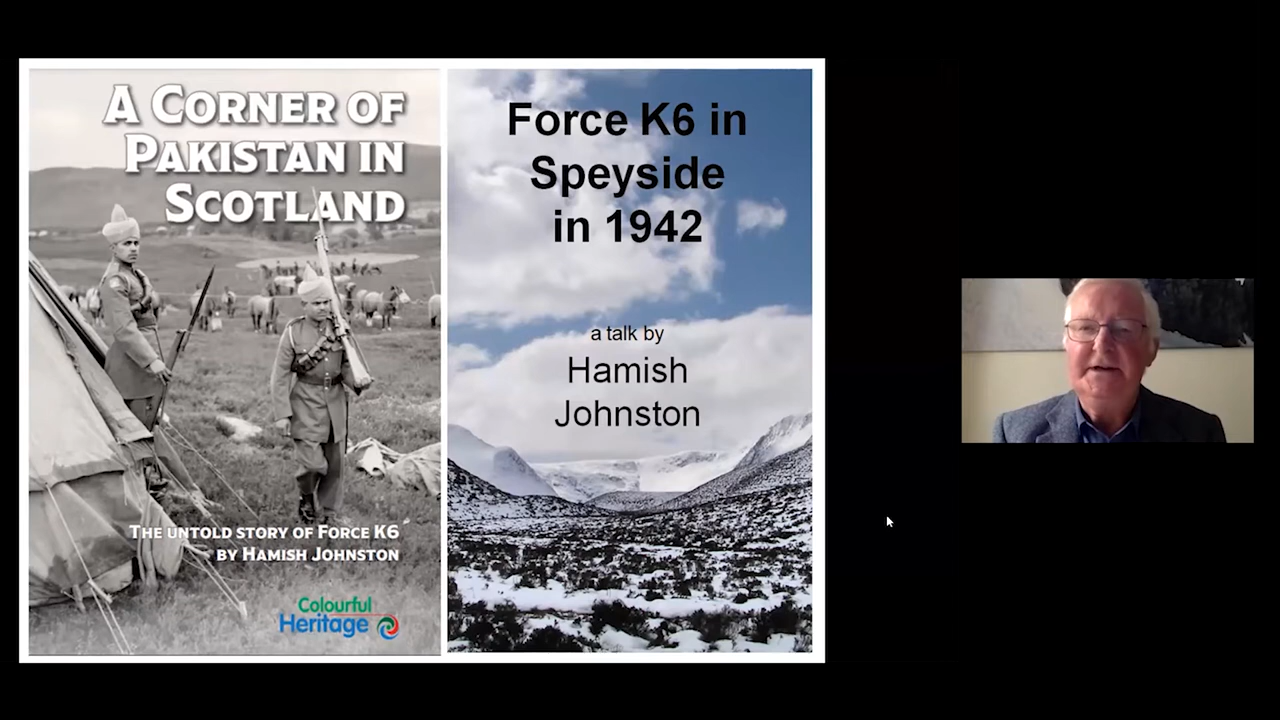 A CORNER OF
PAKISTAN IN
SCOTLAND
THE UNTOLD STORY OF FORCE K6
BY HAMISH JOHNSTON
Colourful
Heritage
Force K6 in
Speyside
in 1942
a talk by
Hamish
Johnston